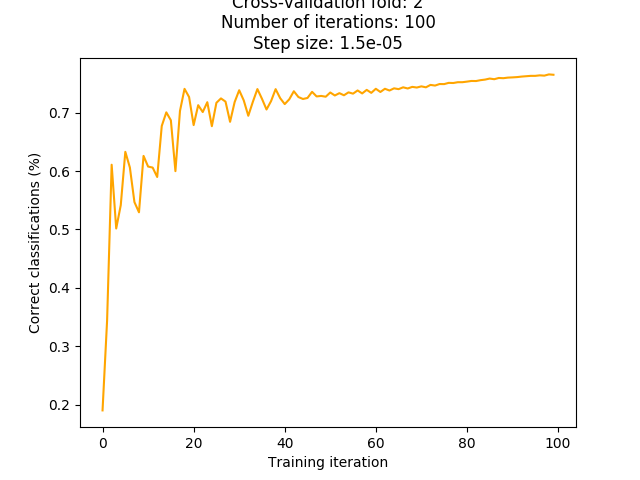 Cross-validation fold: 2
Number of iterations: 100
Step size: 1.5e-05
Correct classifications (%)
0.7
0.6
0.5
0.4
0.3
0.2
0 20 40 60 80 100
Training iteration